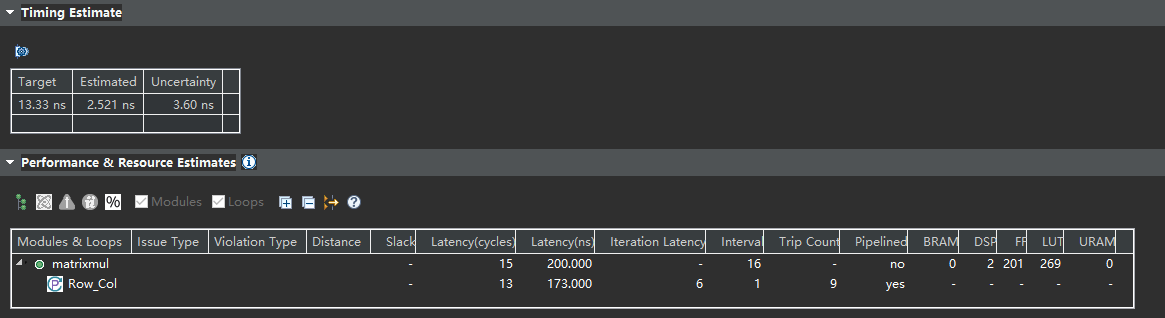 Timing Estimate
Target Estimated Uncertainty
13.33 ns 2.521 ns 3.60 ns
Performance & Resource Estimates
% Modules Loops
Modules & Loops Issue Type Violation Type Distance Slack Latency(cycles) Latency(ns) Iteration Latency Interval Trip Count Pipelined BRAM DSP FF LUT URAM
matrixmul - 15 200.000 - 16 - no 0 2 201 269 0
Row_Col - 13 173.000 6 1 9 yes - - - - -